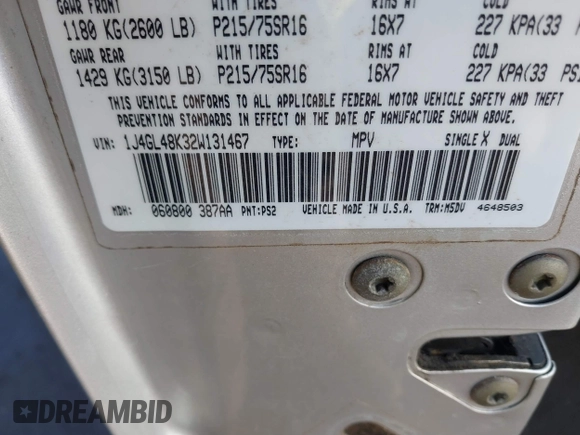 GAWR FRONT WITH TIRES RIMS AT COLD
1180 KG(2600 LB) P215/75SR16 16X7 227 KPA(33
GAWR REAR WITH TIRES RIMS AT COLD
1429 KG(3150 LB) P215/75SR16 16X7 227 KPA(33 PS
THIS VEHICLE CONFORMS TO ALL APPLICABLE FEDERAL MOTOR VEHICLE SAFETY AND THEFT
PREVENTION STANDARDS IN EFFECT ON THE DATE OF MANUFACTURE SHOWN ABOVE.
VIN: 1J4GL48K32W131467 TYPE: MPV SINGLE X DUAL
MDH: 060800 387AA PNT:PS2 VEHICLE MADE IN U.S.A. TRM:M5DV 4648503
DREAMBID